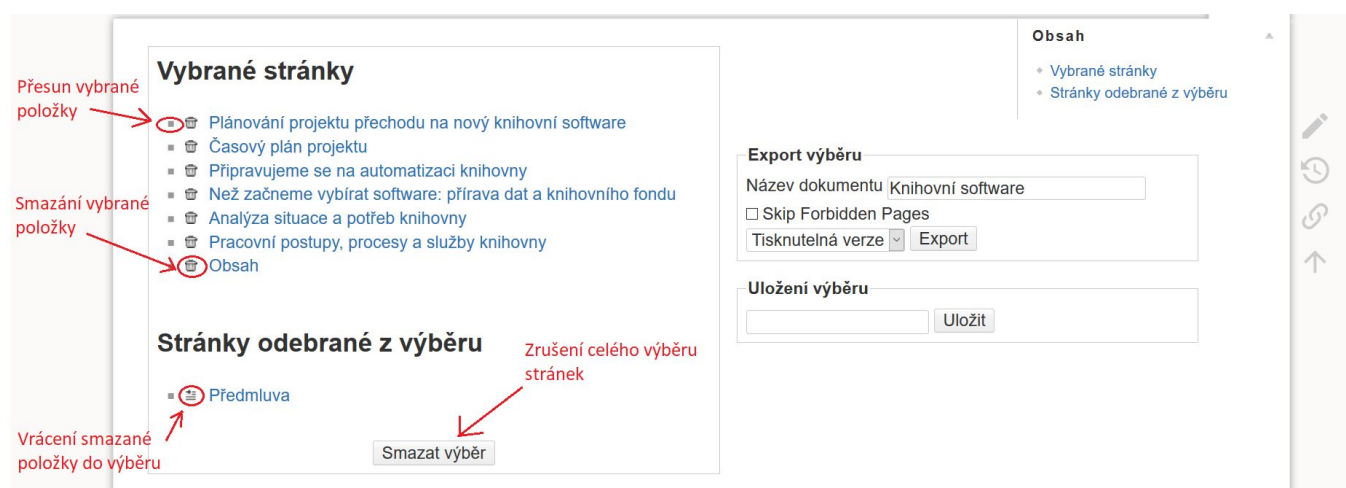 Obsah
Vybrané stránky
Stránky odebrané z výběru
Vybrané stránky
Přesun vybrané
položky
Plánování projektu přechodu na nový knihovní software
Časový plán projektu
Připravujeme se na automatizaci knihovny
Než začneme vybírat software: přírava dat a knihovního fondu
Analýza situace a potřeb knihovny
Pracovní postupy, procesy a služby knihovny
Obsah
Smazání vybrané
položky
Stránky odebrané z výběru
Předmluva
Vrácení smazané
položky do výběru
Zrušení celého výběru
stránek
Smazat výběr
Export výběru
Název dokumentu Knihovní software
Skip Forbidden Pages
Tisknutelná verze Export
Uložení výběru
Uložit